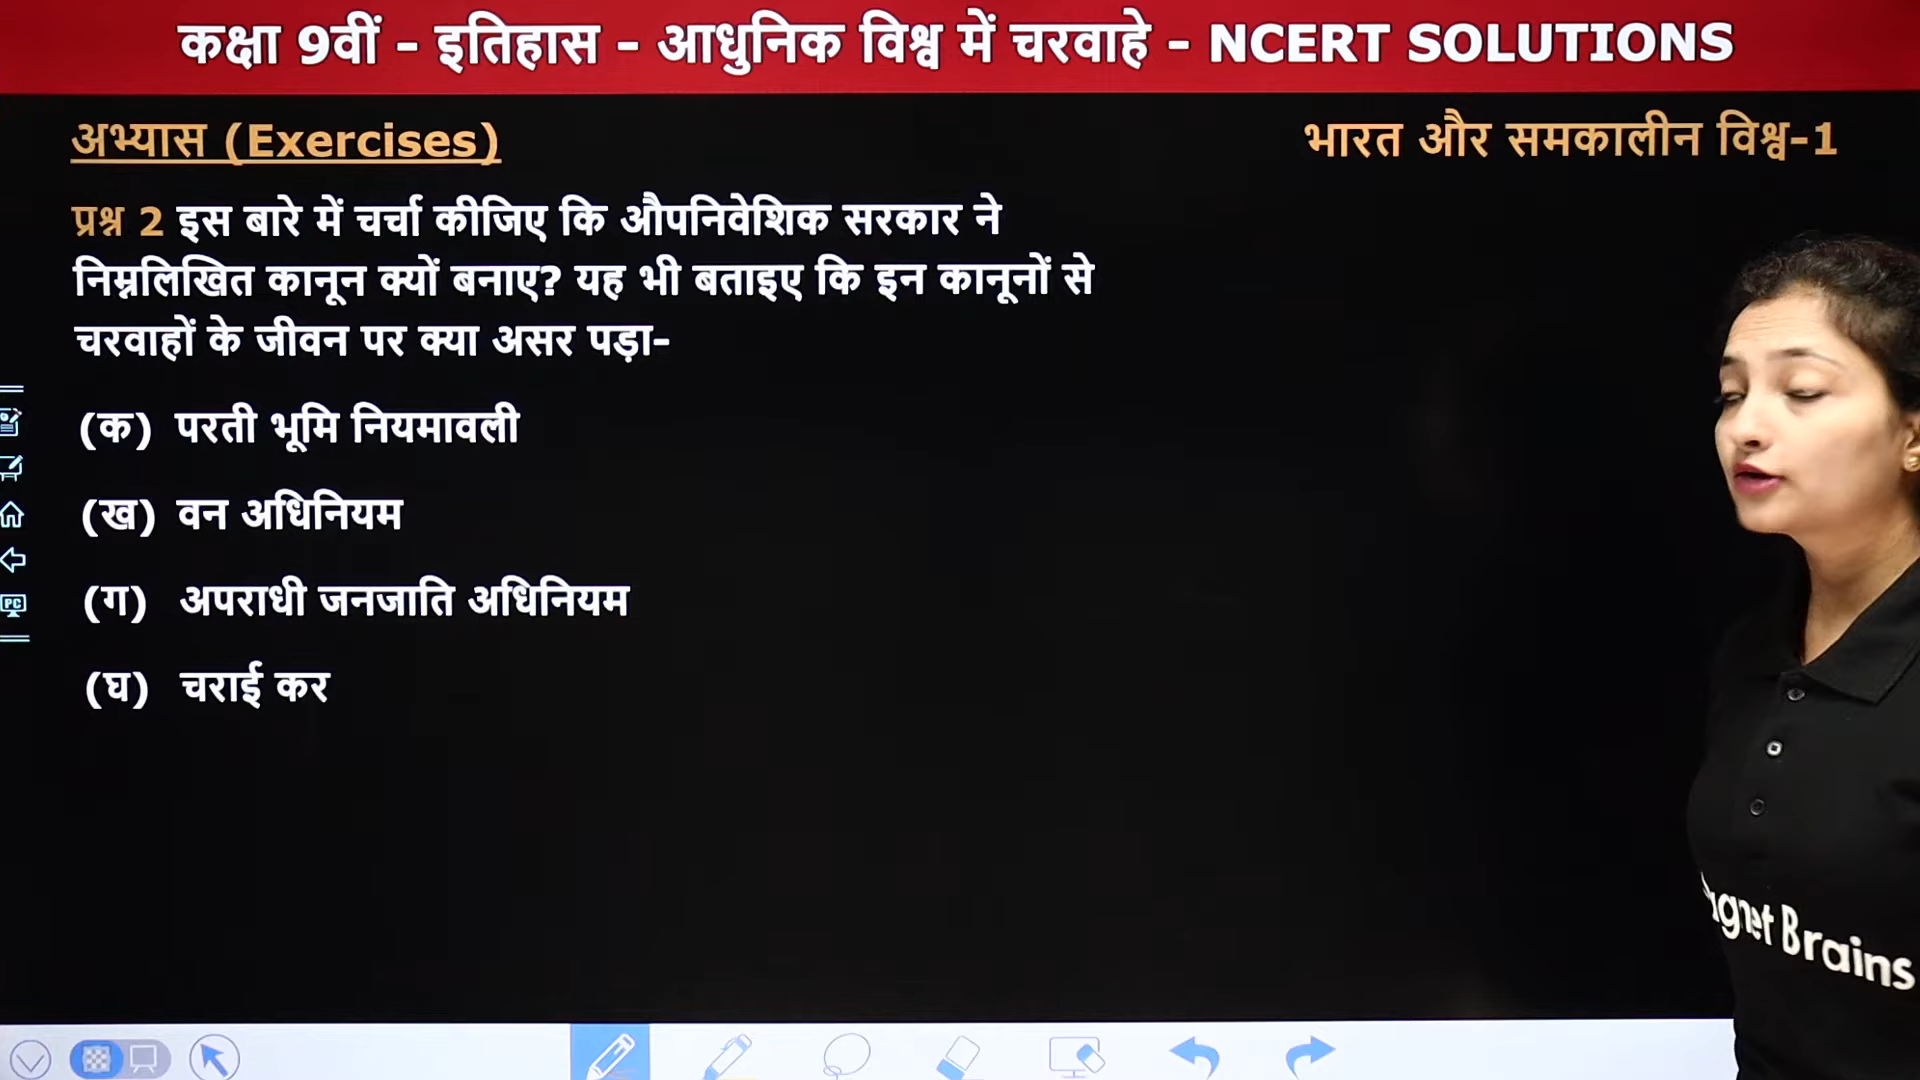 कक्षा 9वीं - इतिहास - आधुनिक विश्व में चरवाहे - NCERT SOLUTIONS
अभ्यास (Exercises)
भारत और समकालीन विश्व-1
प्रश्न 2 इस बारे में चर्चा कीजिए कि औपनिवेशिक सरकार ने
निम्नलिखित कानून क्यों बनाए? यह भी बताइए कि इन कानूनों से
चरवाहों के जीवन पर क्या असर पड़ा-
(क) परती भूमि नियमावली
(ख) वन अधिनियम
(ग) अपराधी जनजाति अधिनियम
(घ) चराई कर
PC
agnet Brains